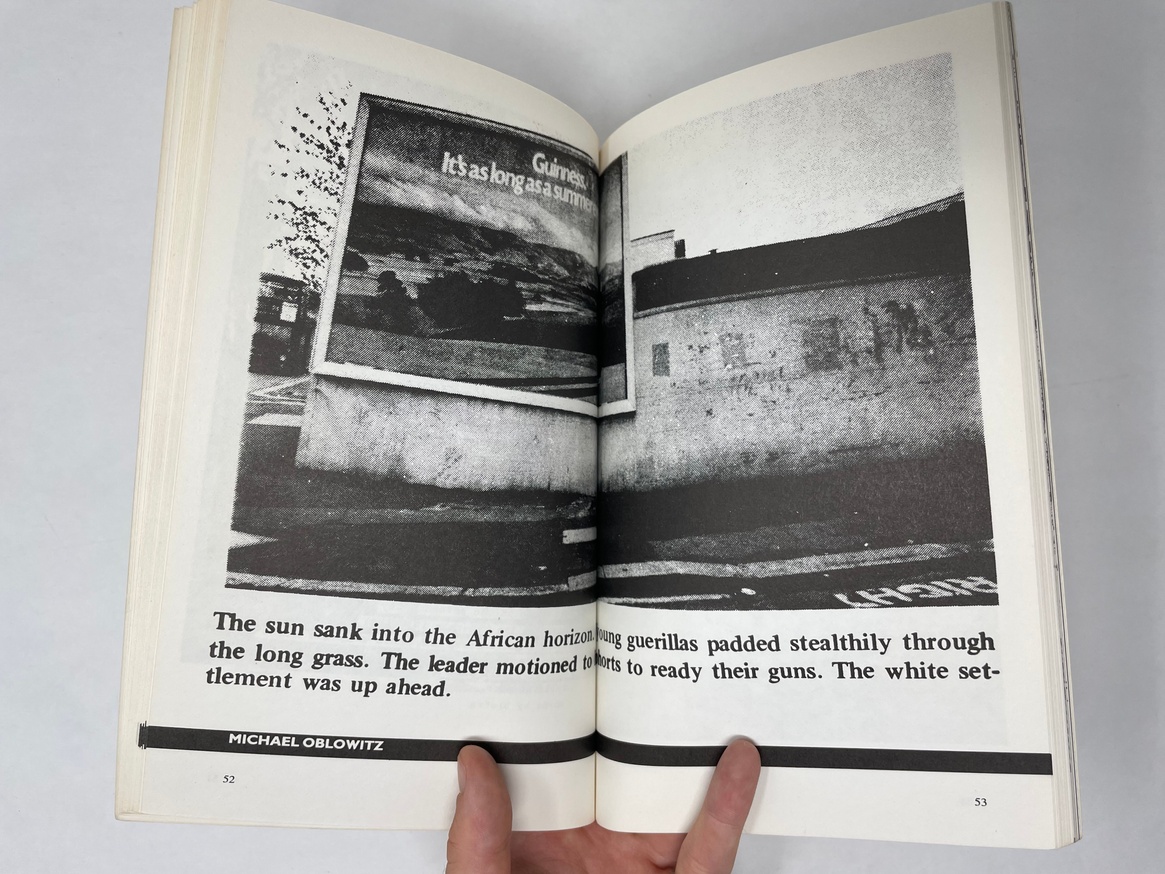 Guinness.
It's as long as a summer
The sun sank into the African horizon. oung guerillas padded stealthily through
the long grass. The leader motioned to horts to ready their guns. The white set-
tlement was up ahead.
MICHAEL OBLOWITZ
52
53